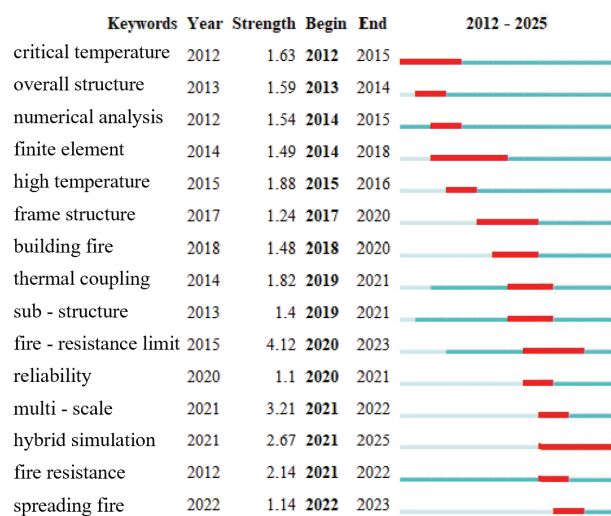 Keywords Year Strength Begin End 2012 - 2025
critical temperature 2012 1.63 2012 2015
overall structure 2013 1.59 2013 2014
numerical analysis 2012 1.54 2014 2015
finite element 2014 1.49 2014 2018
high temperature 2015 1.88 2015 2016
frame structure 2017 1.24 2017 2020
building fire 2018 1.48 2018 2020
thermal coupling 2014 1.82 2019 2021
sub - structure 2013 1.4 2019 2021
fire - resistance limit 2015 4.12 2020 2023
reliability 2020 1.1 2020 2021
multi - scale 2021 3.21 2021 2022
hybrid simulation 2021 2.67 2021 2025
fire resistance 2012 2.14 2021 2022
spreading fire 2022 1.14 2022 2023